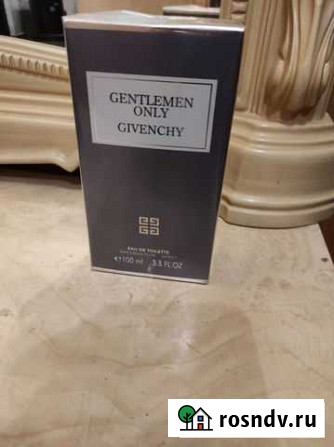 GENTLEMEN
ONLY
GIVENCHY
EAU DE TOILETTE
100 ml 3.3 FL.OZ
rosndv.ru